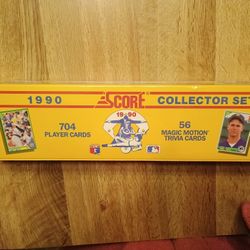 1990 SCORE COLLECTOR SET
1990
704
PLAYER CARDS
56
MAGIC MOTION
TRIVIA CARDS